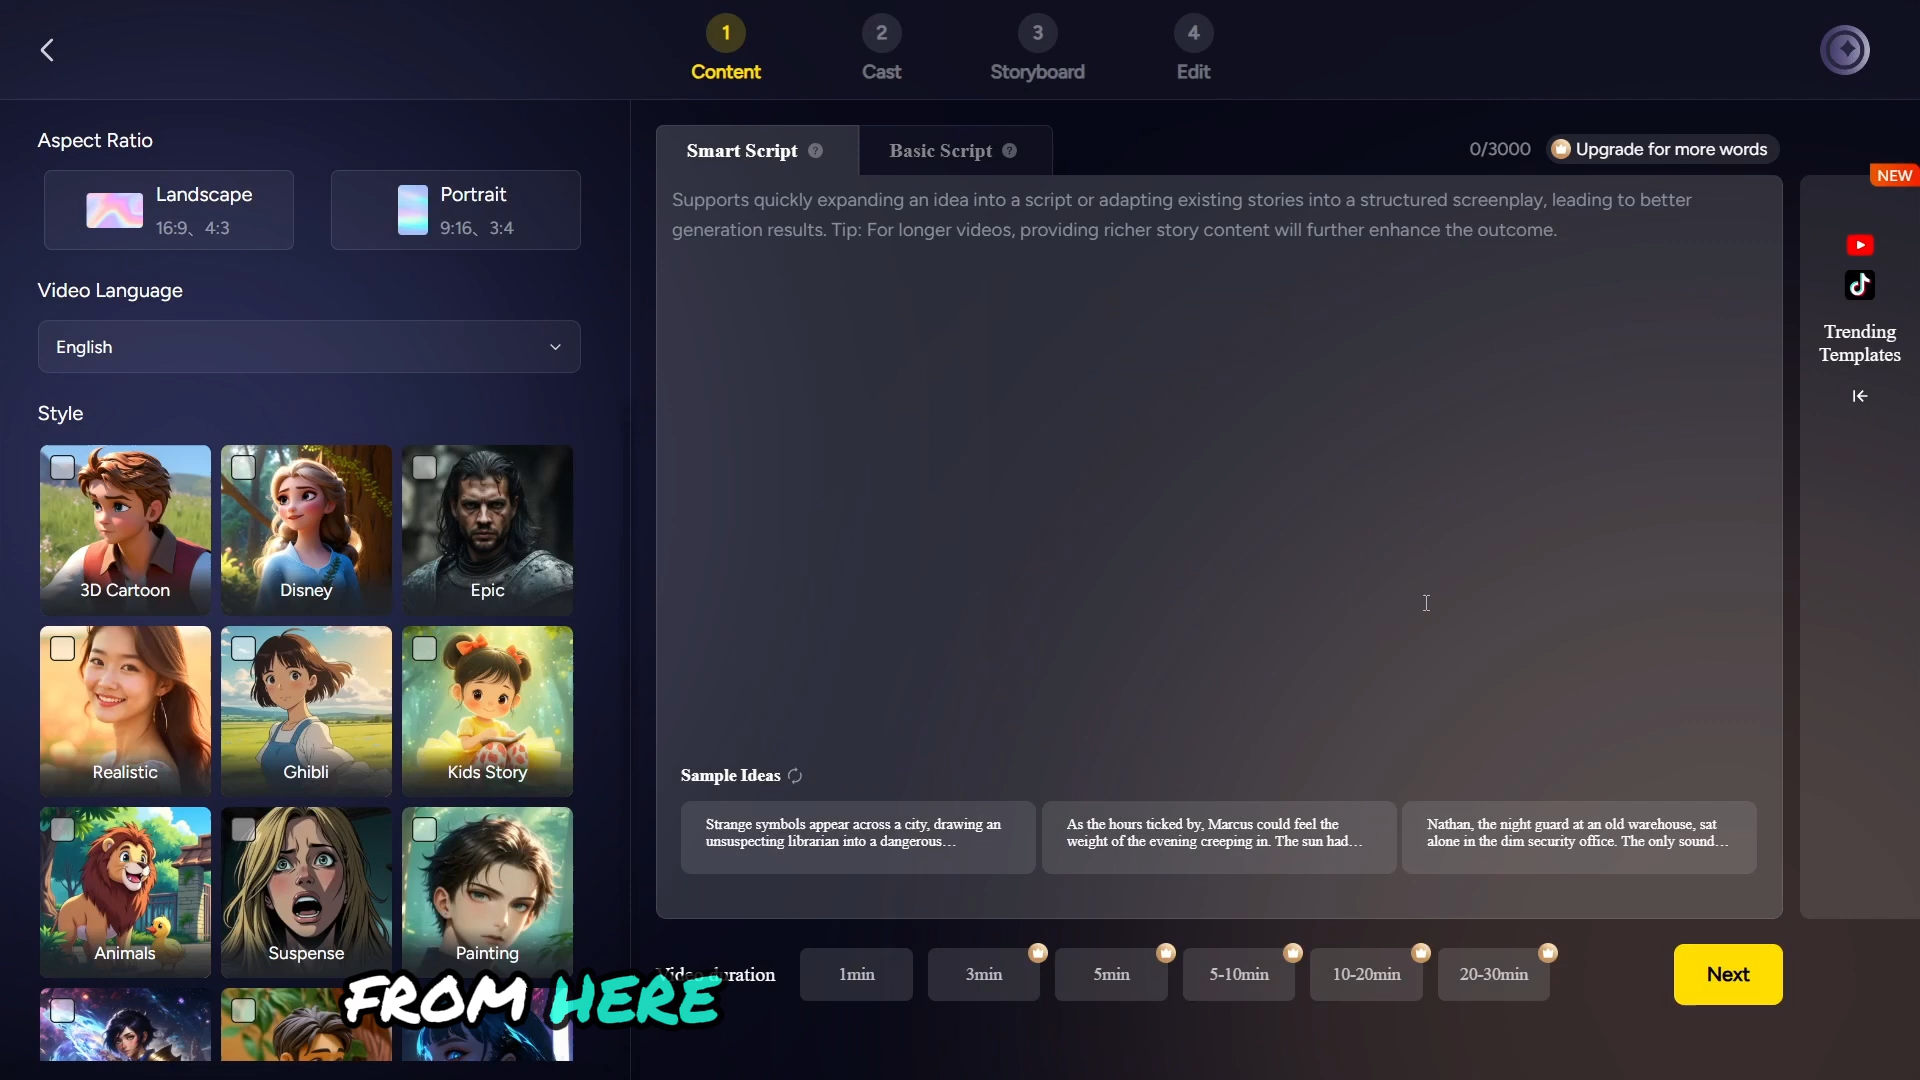 1
2
3
4
Content
Cast
Storyboard
Edit
Aspect Ratio
Landscape
16:9、4:3
Portrait
9:16、3:4
Video Language
English
Style
3D Cartoon
Disney
Epic
Realistic
Ghibli
Kids Story
Animals
Suspense
Painting
Smart Script ?
Basic Script ?
0/3000
Upgrade for more words
Supports quickly expanding an idea into a script or adapting existing stories into a structured screenplay, leading to better
generation results. Tip: For longer videos, providing richer story content will further enhance the outcome.
NEW
Trending
Templates
Sample Ideas
Strange symbols appear across a city, drawing an
unsuspecting librarian into a dangerous...
As the hours ticked by, Marcus could feel the
weight of the evening creeping in. The sun had...
Nathan, the night guard at an old warehouse, sat
alone in the dim security office. The only sound...
Video duration
1min
3min
5min
5-10min
10-20min
20-30min
Next
FROM HERE